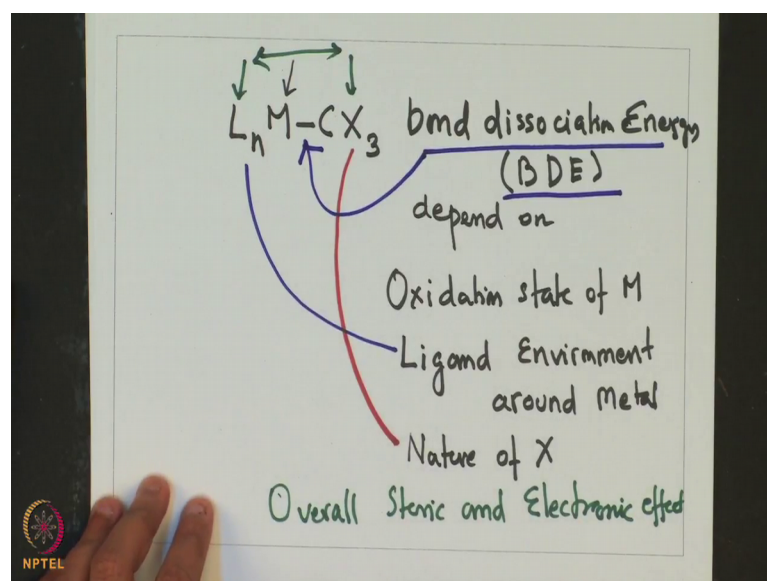 LnM-CX3 bond dissociation Energy
(BDE)
depend on
Oxidation state of M
Ligand Environment
around Metal
Nature of X
Overall Steric and Electronic effect
NPTEL